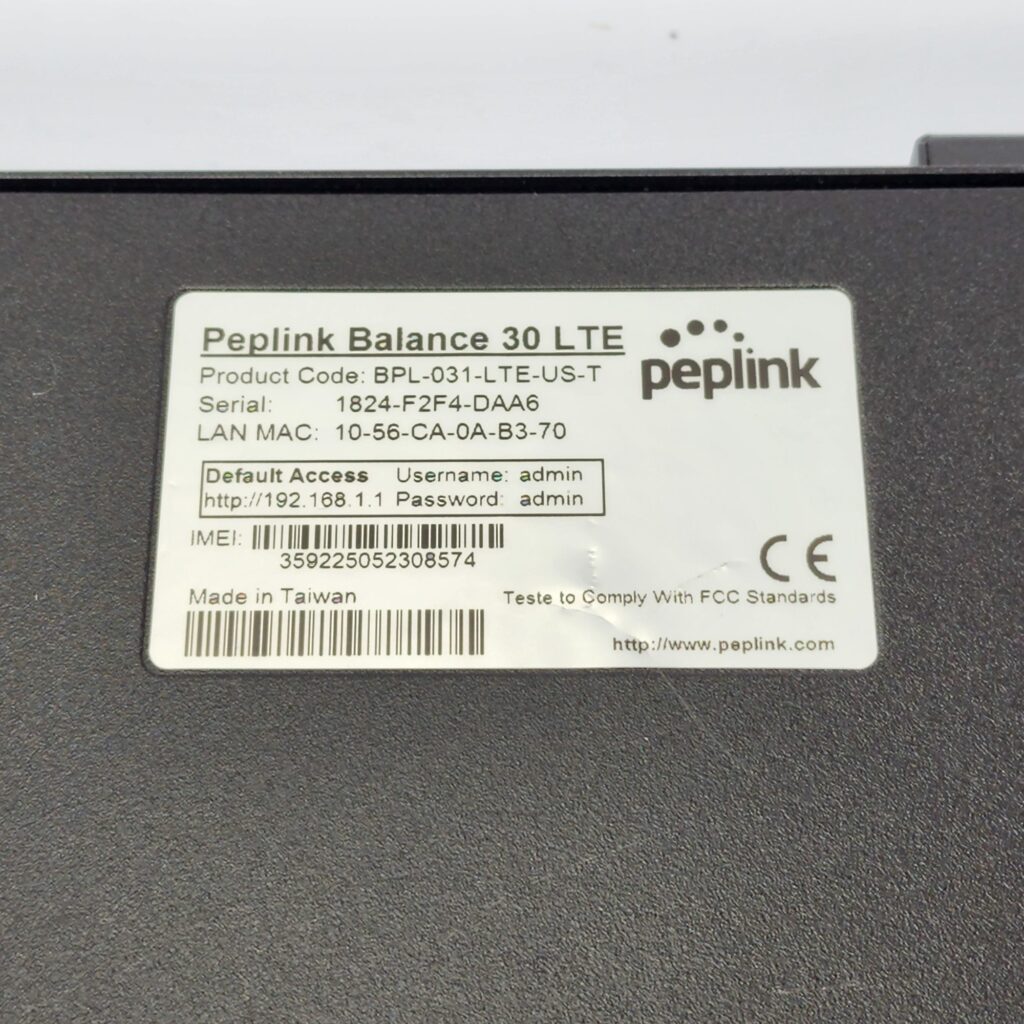 Peplink Balance 30 LTE
peplink
Product Code: BPL-031-LTE-US-T
Serial: 1824-F2F4-DAA6
LAN MAC: 10-56-CA-0A-B3-70
Default Access Username: admin
http://192.168.1.1 Password: admin
IMEI:
359225052308574
CE
Made in Taiwan
Teste to Comply With FCC Standards
http://www.peplink.com